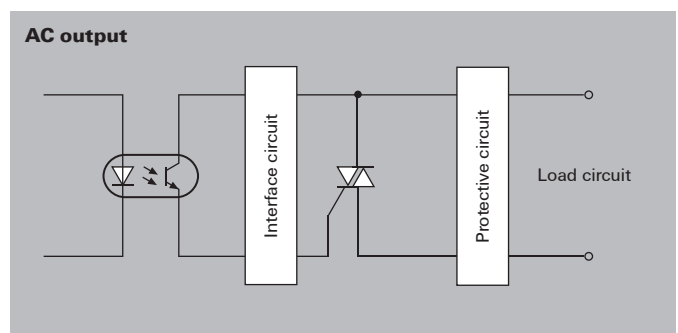 AC output
Interface circuit
Protective circuit
Load circuit